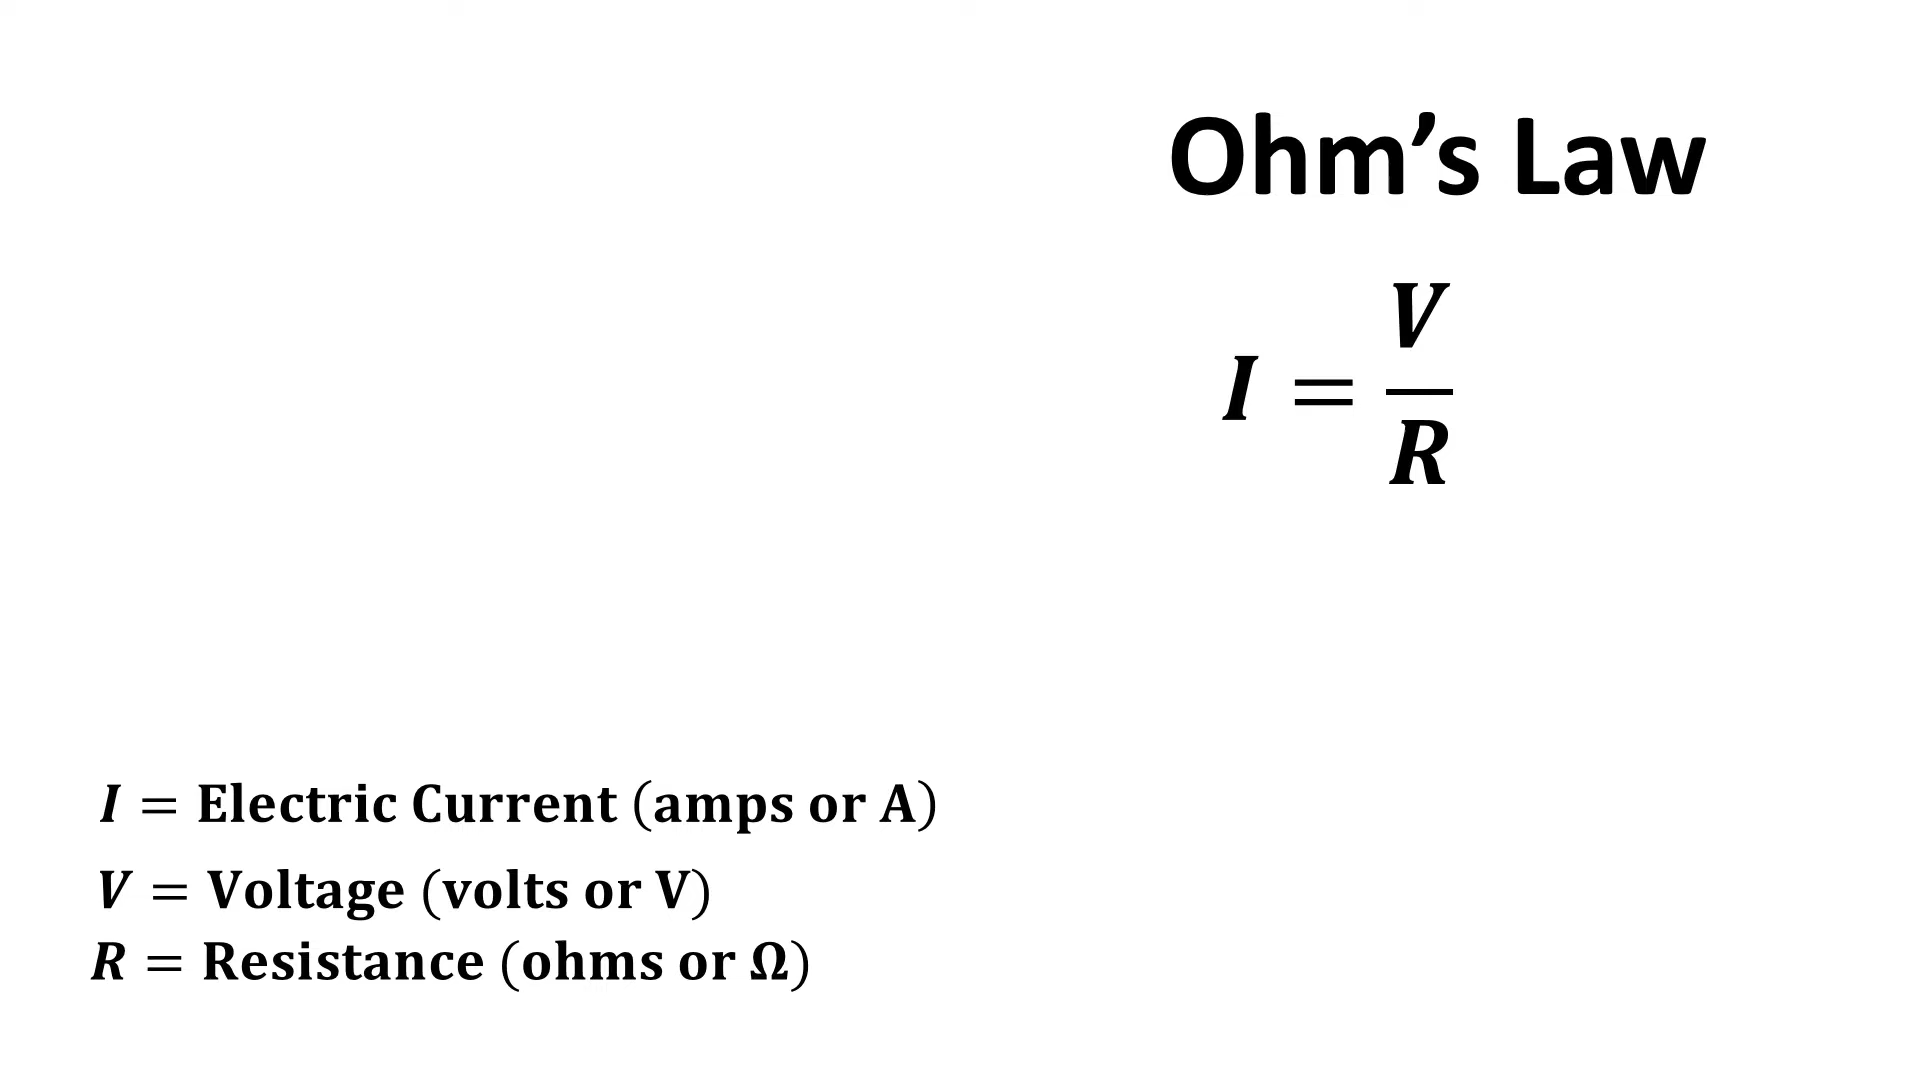 Ohm’s Law
I = V/R
I = Electric Current (amps or A)
V = Voltage (volts or V)
R = Resistance (ohms or Ω)